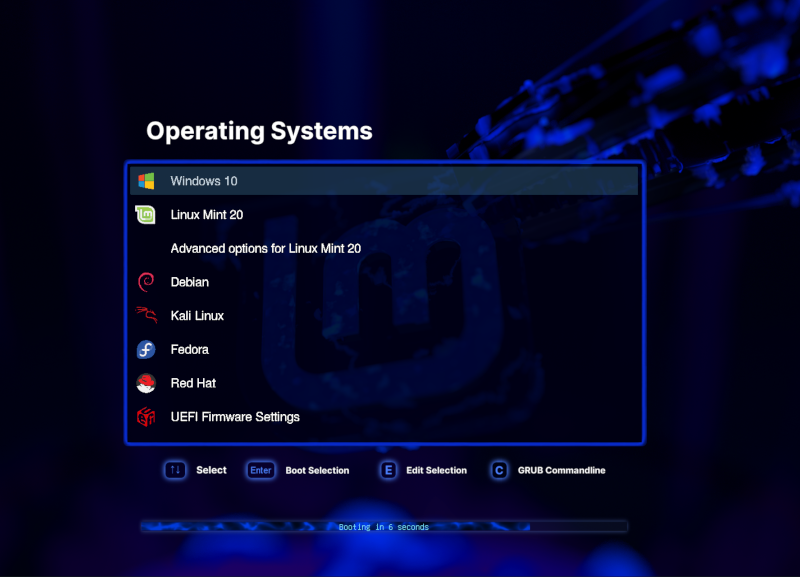 Operating Systems
Windows 10
Linux Mint 20
Advanced options for Linux Mint 20
Debian
Kali Linux
Fedora
Red Hat
UEFI Firmware Settings
↑↓ Select Enter Boot Selection E Edit Selection C GRUB Commandline
Booting in 6 seconds